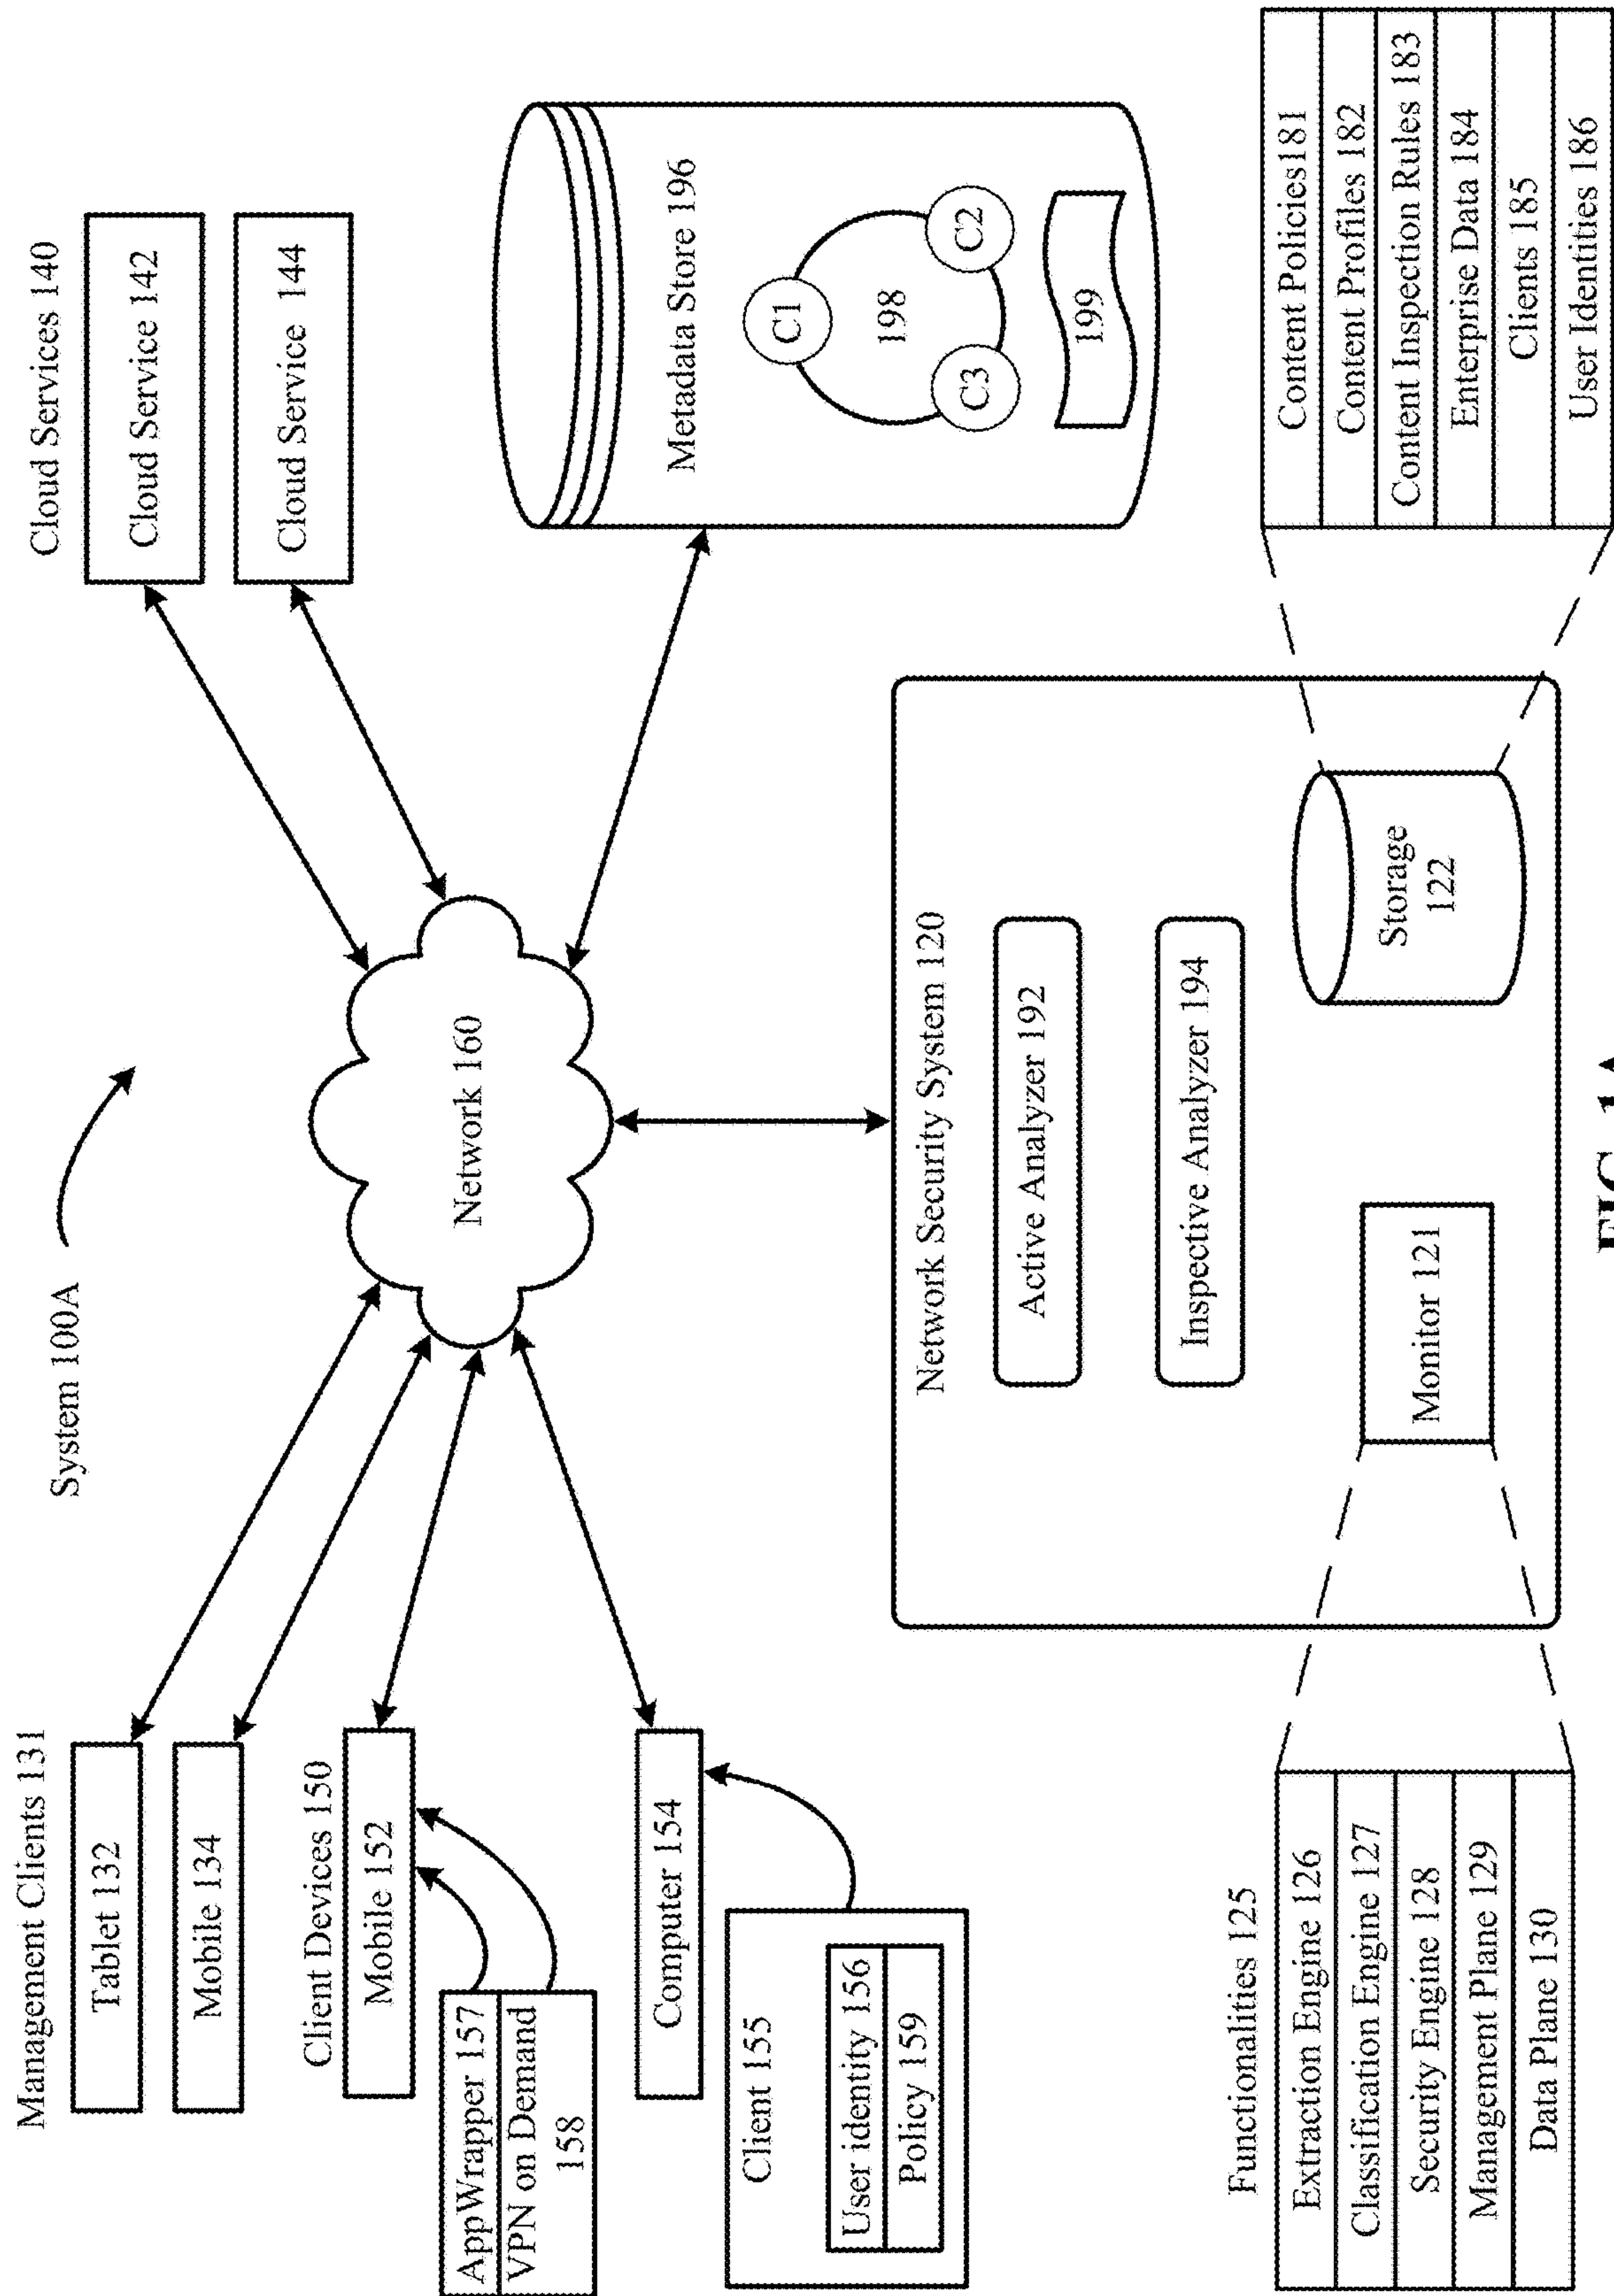 System 100A
Management Clients 131
Tablet 132
Mobile 134
Client Devices 150
Mobile 152
AppWrapper 157
VPN on Demand
158
Computer 154
Client 155
User identity 156
Policy 159
Network 160
Cloud Services 140
Cloud Service 142
Cloud Service 144
Metadata Store 196
C1
198
C3
C2
199
Network Security System 120
Active Analyzer 192
Inspective Analyzer 194
Monitor 121
Storage
122
Functionalities 125
Extraction Engine 126
Classification Engine 127
Security Engine 128
Management Plane 129
Data Plane 130
Content Policies181
Content Profiles 182
Content Inspection Rules 183
Enterprise Data 184
Clients 185
User Identities 186
FIG. 1A